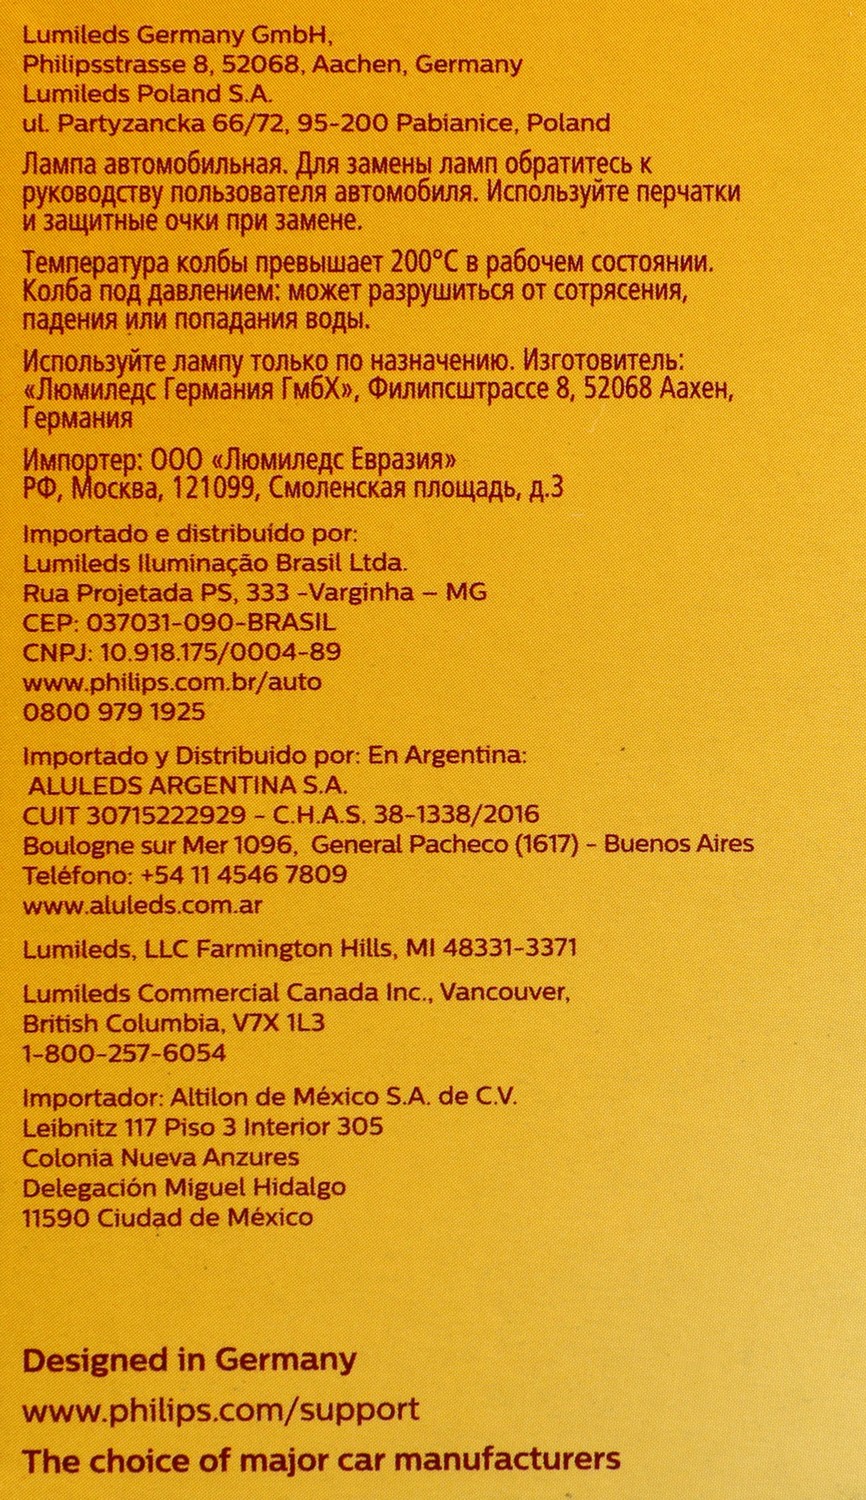 Lumileds Germany GmbH,
Philipsstrasse 8, 52068, Aachen, Germany
Lumileds Poland S.A.
ul. Partyzancka 66/72, 95-200 Pabianice, Poland
Лампа автомобильная. Для замены ламп обратитесь к
руководству пользователя автомобиля. Используйте перчатки
и защитные очки при замене.
Температура колбы превышает 200°С в рабочем состоянии.
Колба под давлением: может разрушиться от сотрясения,
падения или попадания воды.
Используйте лампу только по назначению. Изготовитель:
«Люмиледс Германия ГмбХ», Филипсштрассе 8, 52068 Аахен,
Германия
Импортер: ООО «Люмиледс Евразия»
РФ, Москва, 121099, Смоленская площадь, д.3
Importado e distribuído por:
Lumileds Iluminação Brasil Ltda.
Rua Projetada PS, 333 -Varginha – MG
CEP: 037031-090-BRASIL
CNPJ: 10.918.175/0004-89
www.philips.com.br/auto
0800 979 1925
Importado y Distribuido por: En Argentina:
ALULEDS ARGENTINA S.A.
CUIT 30715222929 - C.H.A.S. 38-1338/2016
Boulogne sur Mer 1096, General Pacheco (1617) - Buenos Aires
Teléfono: +54 11 4546 7809
www.aluleds.com.ar
Lumileds, LLC Farmington Hills, MI 48331-3371
Lumileds Commercial Canada Inc., Vancouver,
British Columbia, V7X 1L3
1-800-257-6054
Importador: Altilon de México S.A. de C.V.
Leibnitz 117 Piso 3 Interior 305
Colonia Nueva Anzures
Delegación Miguel Hidalgo
11590 Ciudad de México
Designed in Germany
www.philips.com/support
The choice of major car manufacturers